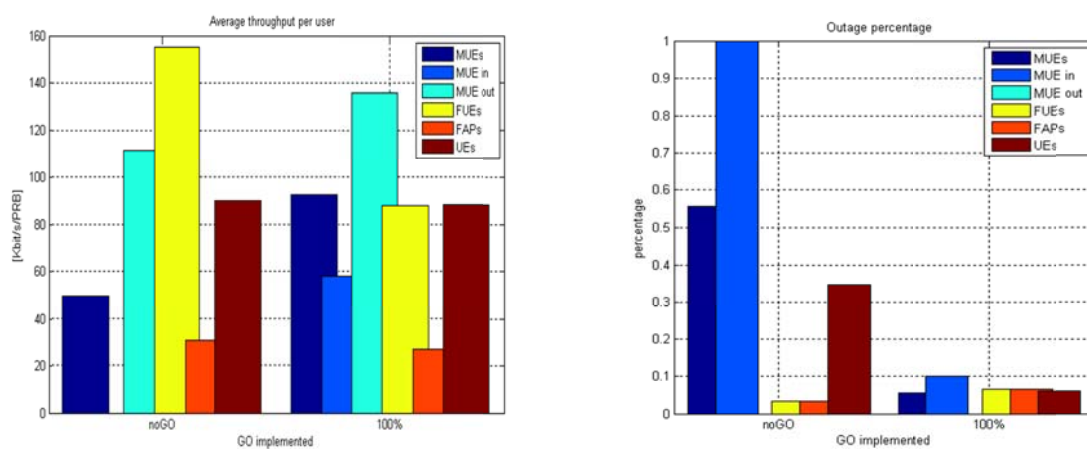 Average throughput per user
160
140
120
100
80
60
40
20
0
[Kbit/s/PRB]
MUEs
MUE in
MUE out
FUEs
FAPs
UEs
noGO
100%
GO implemented
Outage percentage
1
0.9
0.8
0.7
0.6
0.5
0.4
0.3
0.2
0.1
0
percentage
MUEs
MUE in
MUE out
FUEs
FAPs
UEs
noGO
100%
GO implemented